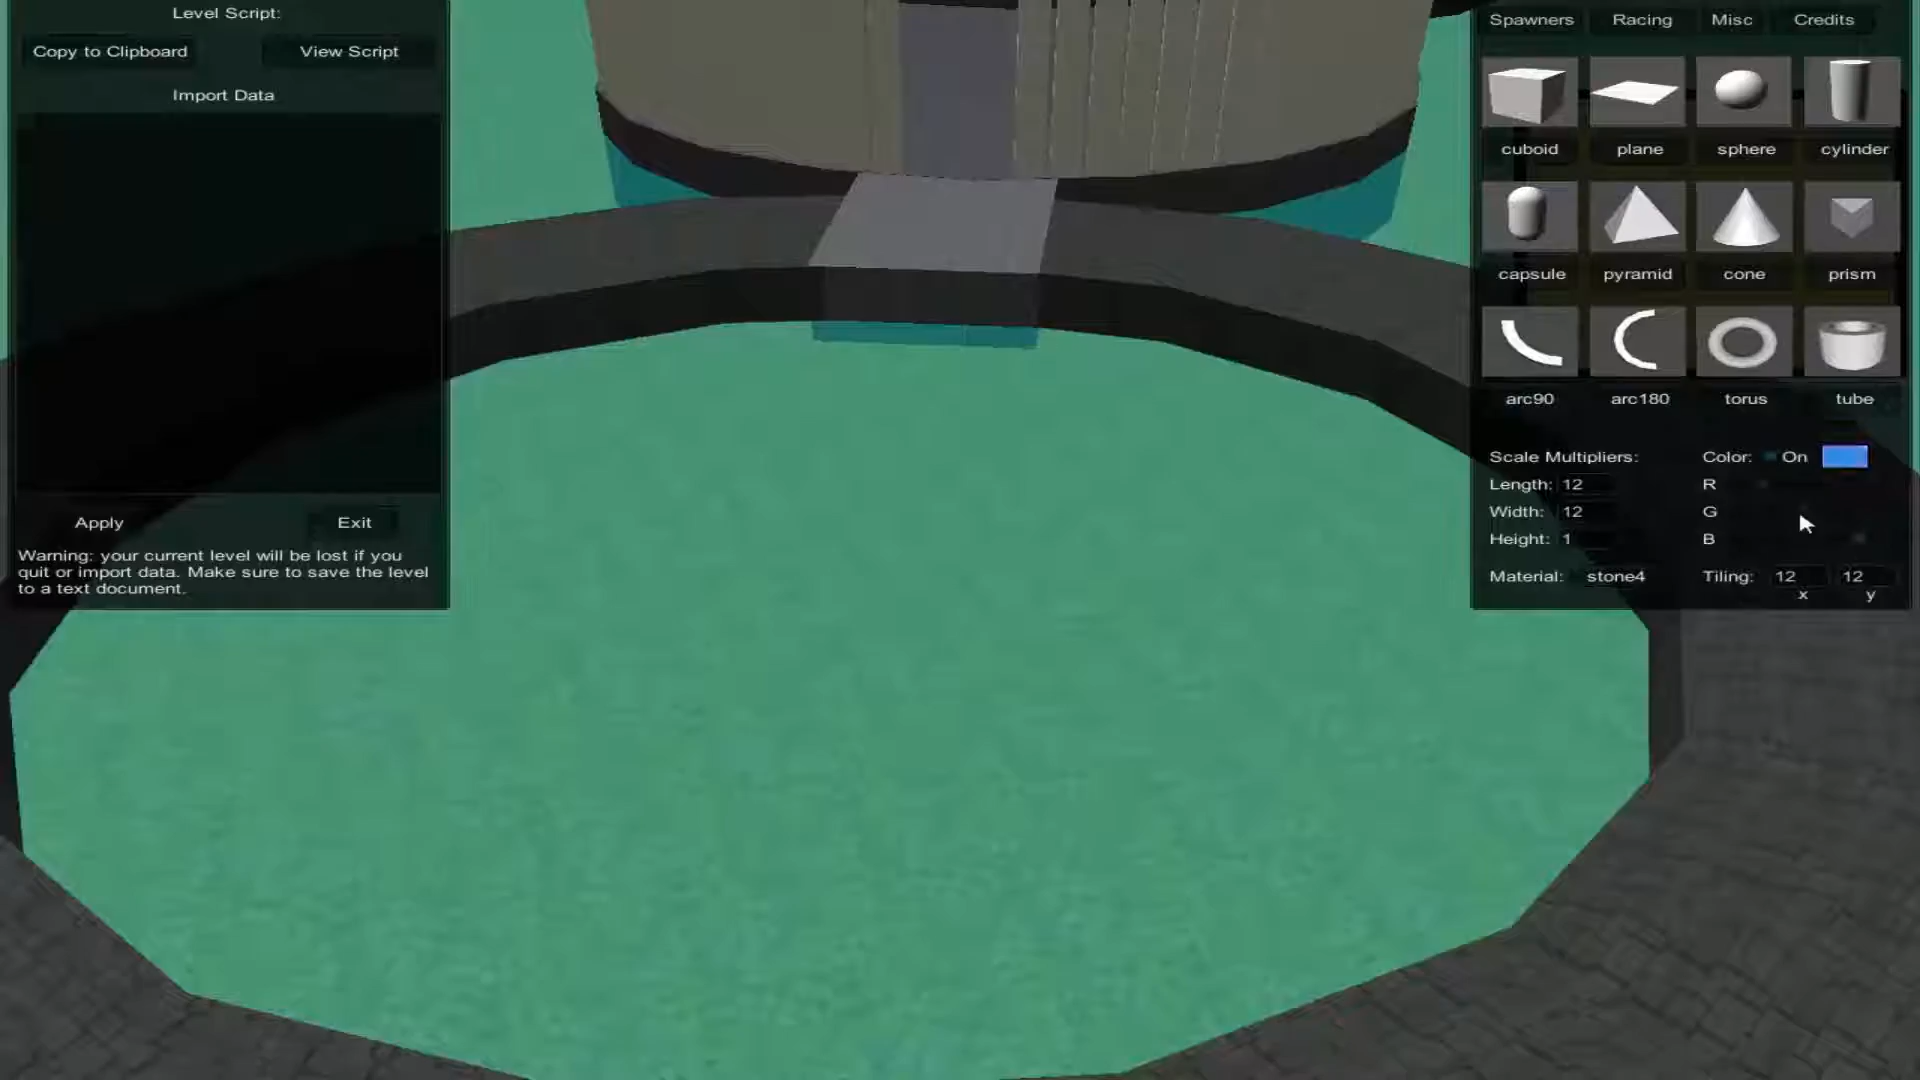 Level Script:
Copy to Clipboard View Script
Import Data
Apply Exit
Warning: your current level will be lost if you
quit or import data. Make sure to save the level
to a text document.
Spawners Racing Misc Credits
cuboid plane sphere cylinder
capsule pyramid cone prism
arc90 arc180 torus tube
Scale Multipliers: Color: On
Length: 12 R
Width: 12 G
Height: 1 B
Material: stone4 Tiling: 12 12
x y